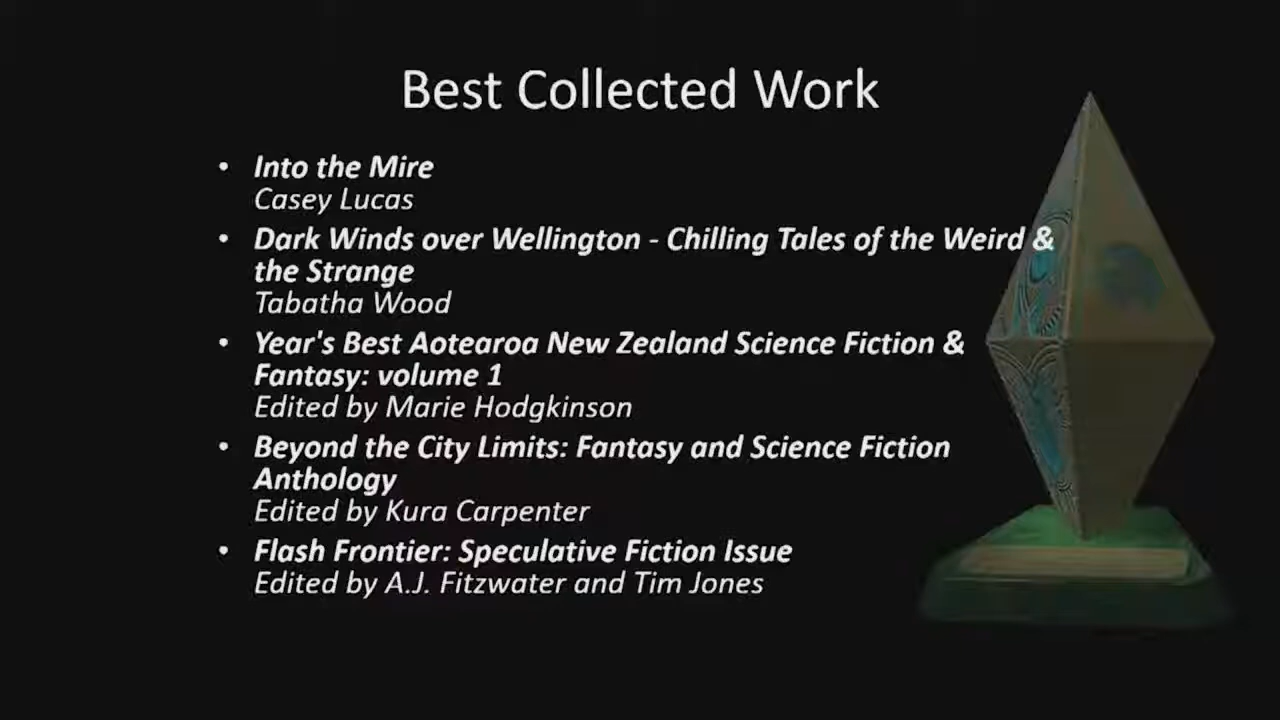 Best Collected Work
• Into the Mire
Casey Lucas
• Dark Winds over Wellington - Chilling Tales of the Weird &
the Strange
Tabatha Wood
• Year's Best Aotearoa New Zealand Science Fiction &
Fantasy: volume 1
Edited by Marie Hodgkinson
• Beyond the City Limits: Fantasy and Science Fiction
Anthology
Edited by Kura Carpenter
• Flash Frontier: Speculative Fiction Issue
Edited by A.J. Fitzwater and Tim Jones